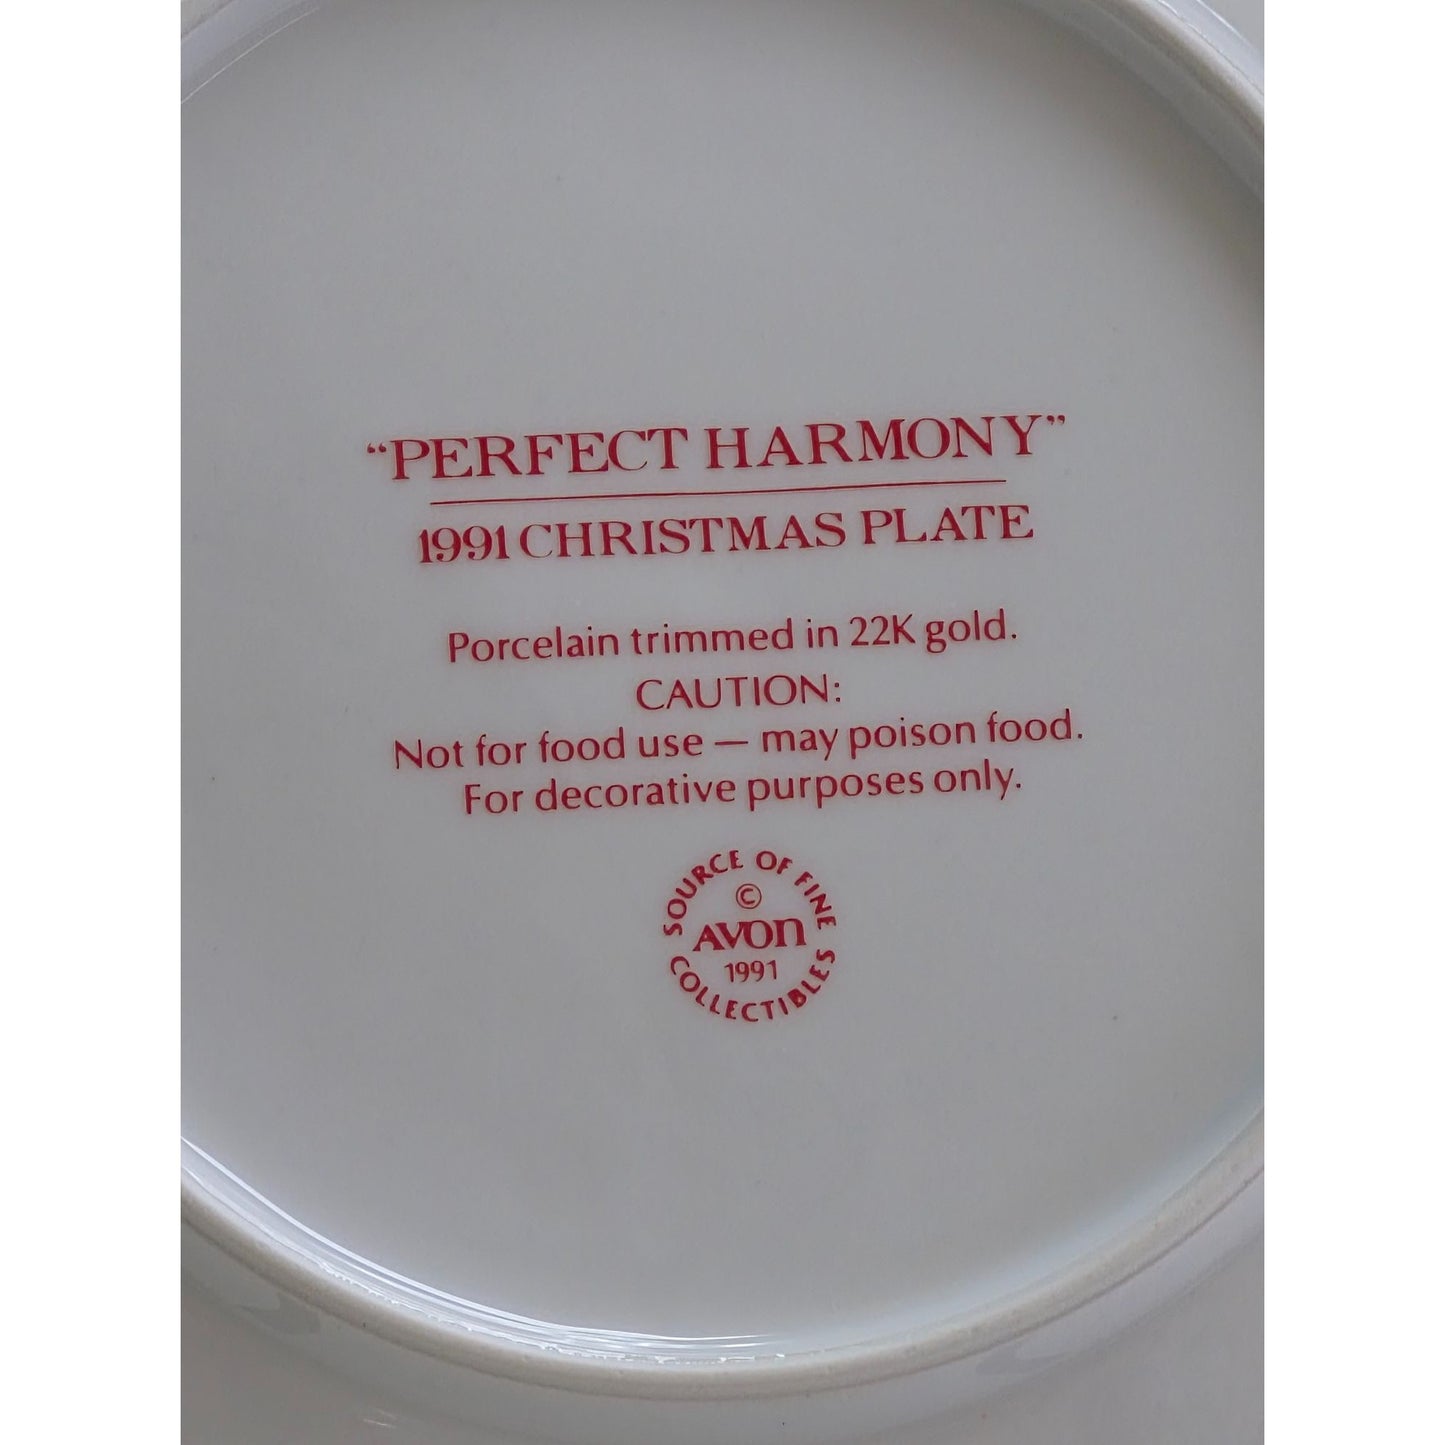 “PERFECT HARMONY”
1991 CHRISTMAS PLATE
Porcelain trimmed in 22K gold.
CAUTION:
Not for food use — may poison food.
For decorative purposes only.
SOURCE OF FINE
©
AVON
1991
COLLECTIBLES